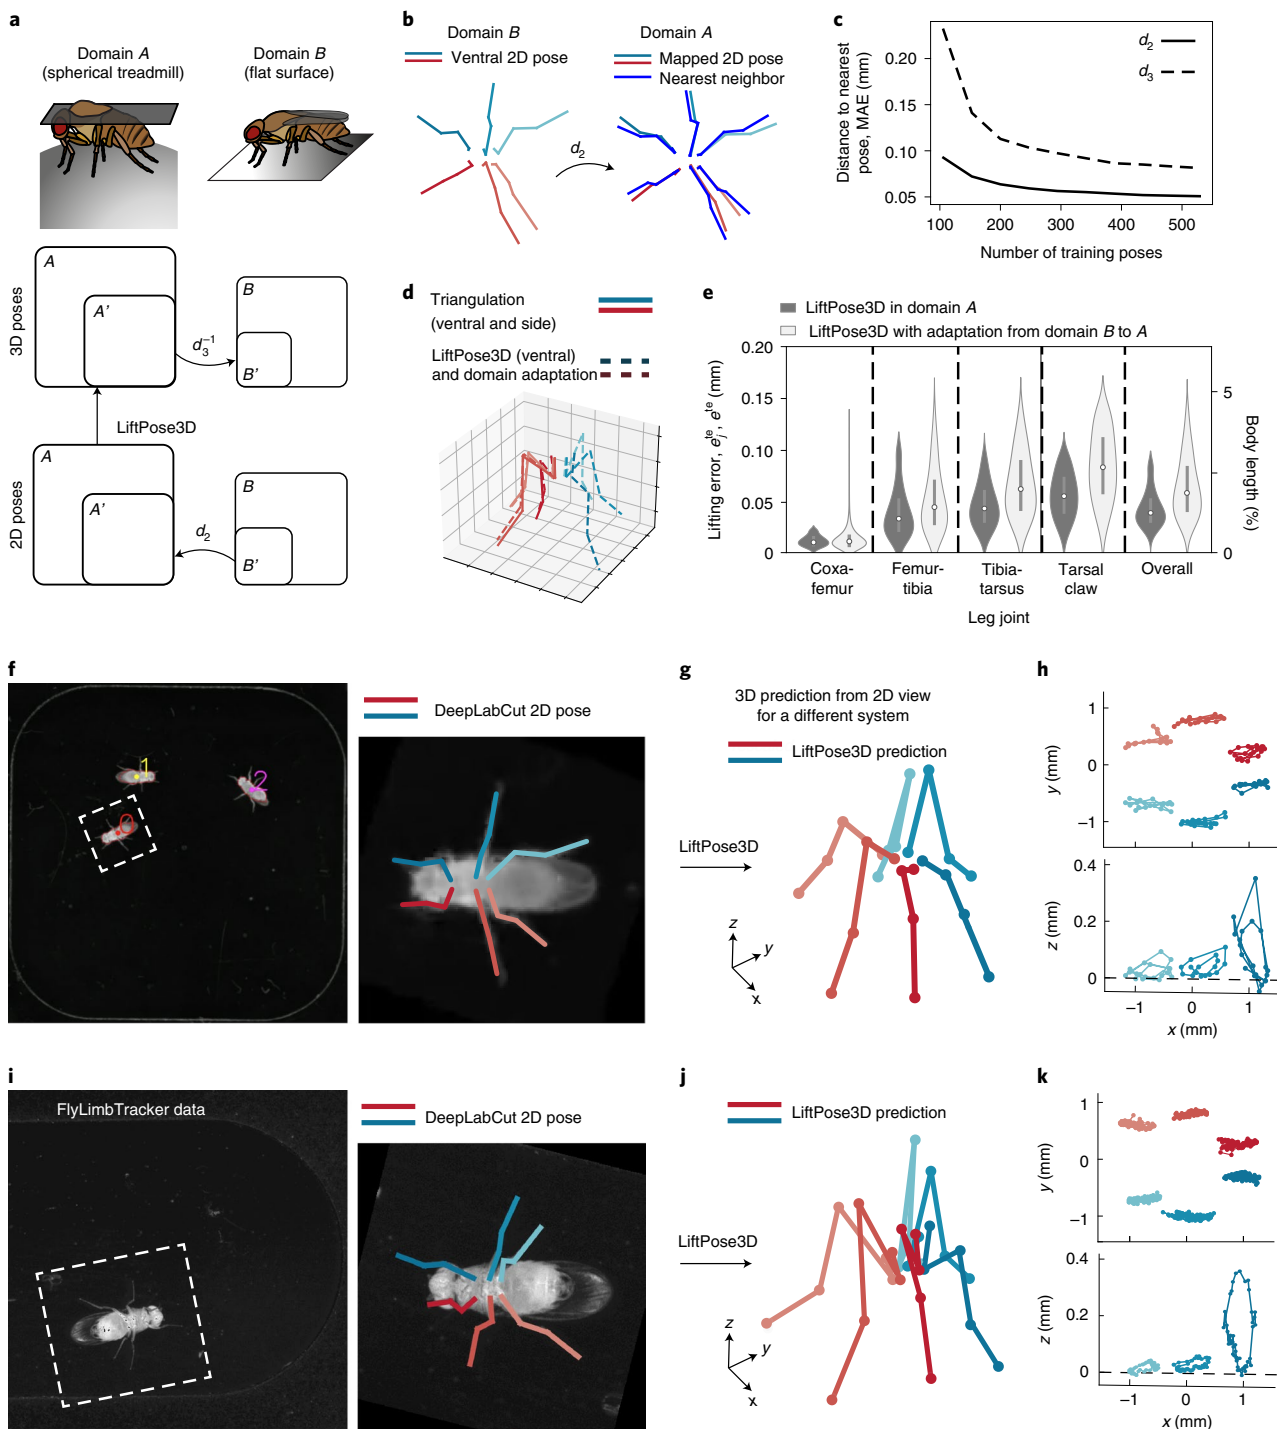 a
Domain A
(spherical treadmill)
Domain B
(flat surface)
3D poses
A
A′
d₃⁻¹
B
B′
LiftPose3D
2D poses
A
A′
d₂
B
B′
b
Domain B
Ventral 2D pose
Domain A
Mapped 2D pose
Nearest neighbor
d₂
c
Distance to nearest
pose, MAE (mm)
0.20
0.15
0.10
0.05
d₂
d₃
100
200
300
400
500
Number of training poses
d
Triangulation
(ventral and side)
LiftPose3D (ventral)
and domain adaptation
e
LiftPose3D in domain A
LiftPose3D with adaptation from domain B to A
Lifting error, eⱼᵗᵉ, eᵗᵉ (mm)
0.20
0.15
0.10
0.05
0
5
0
Body length (%)
Coxa-
femur
Femur-
tibia
Tibia-
tarsus
Tarsal
claw
Overall
Leg joint
f
1
2
0
DeepLabCut 2D pose
g
3D prediction from 2D view
for a different system
LiftPose3D prediction
LiftPose3D
z
y
x
h
y (mm)
1
0
−1
z (mm)
0.4
0.2
0
−1
0
1
x (mm)
i
FlyLimbTracker data
DeepLabCut 2D pose
j
LiftPose3D prediction
LiftPose3D
z
y
x
k
y (mm)
1
0
−1
z (mm)
0.4
0.2
0
−1
0
1
x (mm)